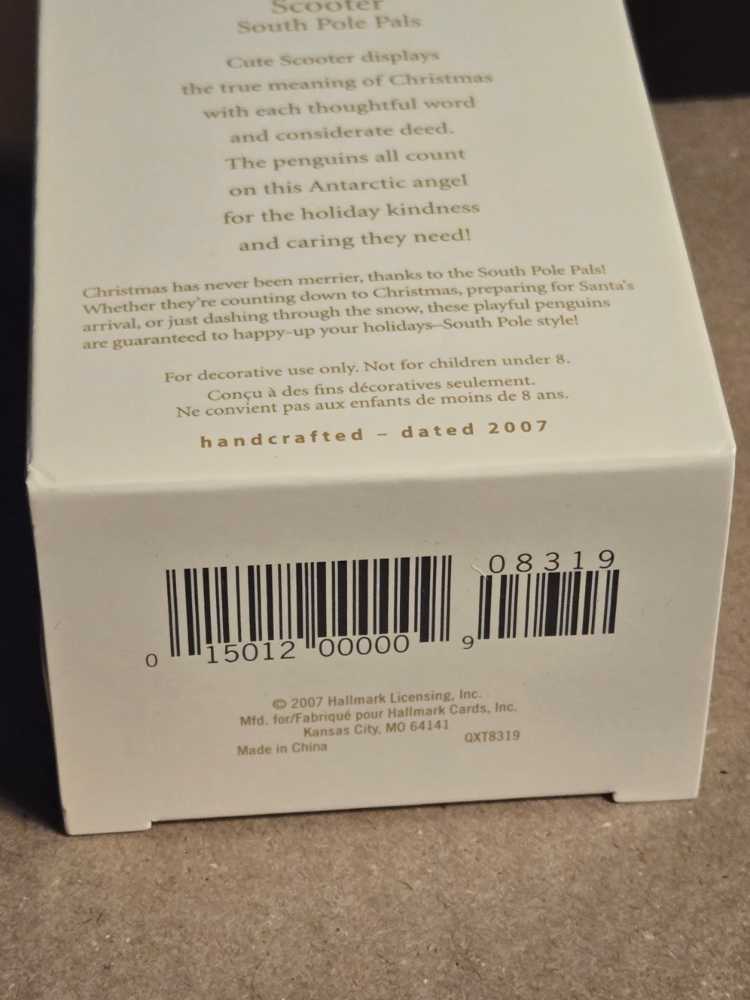 Scooter
South Pole Pals
Cute Scooter displays
the true meaning of Christmas
with each thoughtful word
and considerate deed.
The penguins all count
on this Antarctic angel
for the holiday kindness
and caring they need!
Christmas has never been merrier, thanks to the South Pole Pals!
Whether they're counting down to Christmas, preparing for Santa's
arrival, or just dashing through the snow, these playful penguins
are guaranteed to happy-up your holidays–South Pole style!
For decorative use only. Not for children under 8.
Conçu à des fins décoratives seulement.
Ne convient pas aux enfants de moins de 8 ans.
handcrafted – dated 2007
08319
0 15012 00000 9
© 2007 Hallmark Licensing, Inc.
Mfd. for/Fabriqué pour Hallmark Cards, Inc.
Kansas City, MO 64141
Made in China QXT8319